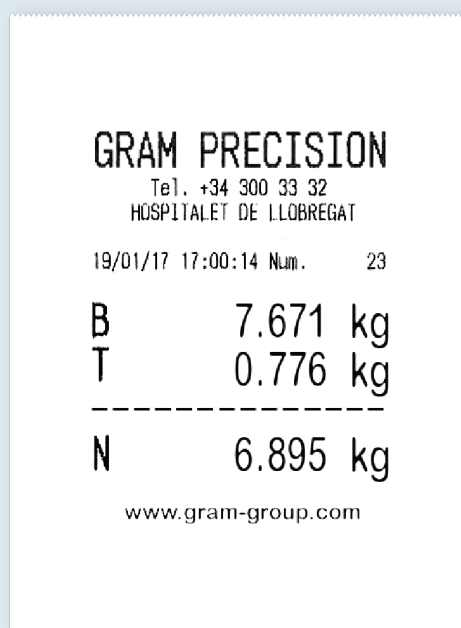 GRAM PRECISION
Tel. +34 300 33 32
HOSPITALET DE LLOBREGAT
19/01/17 17:00:14 Num. 23
B 7.671 kg
T 0.776 kg
--------------
N 6.895 kg
www.gram-group.com